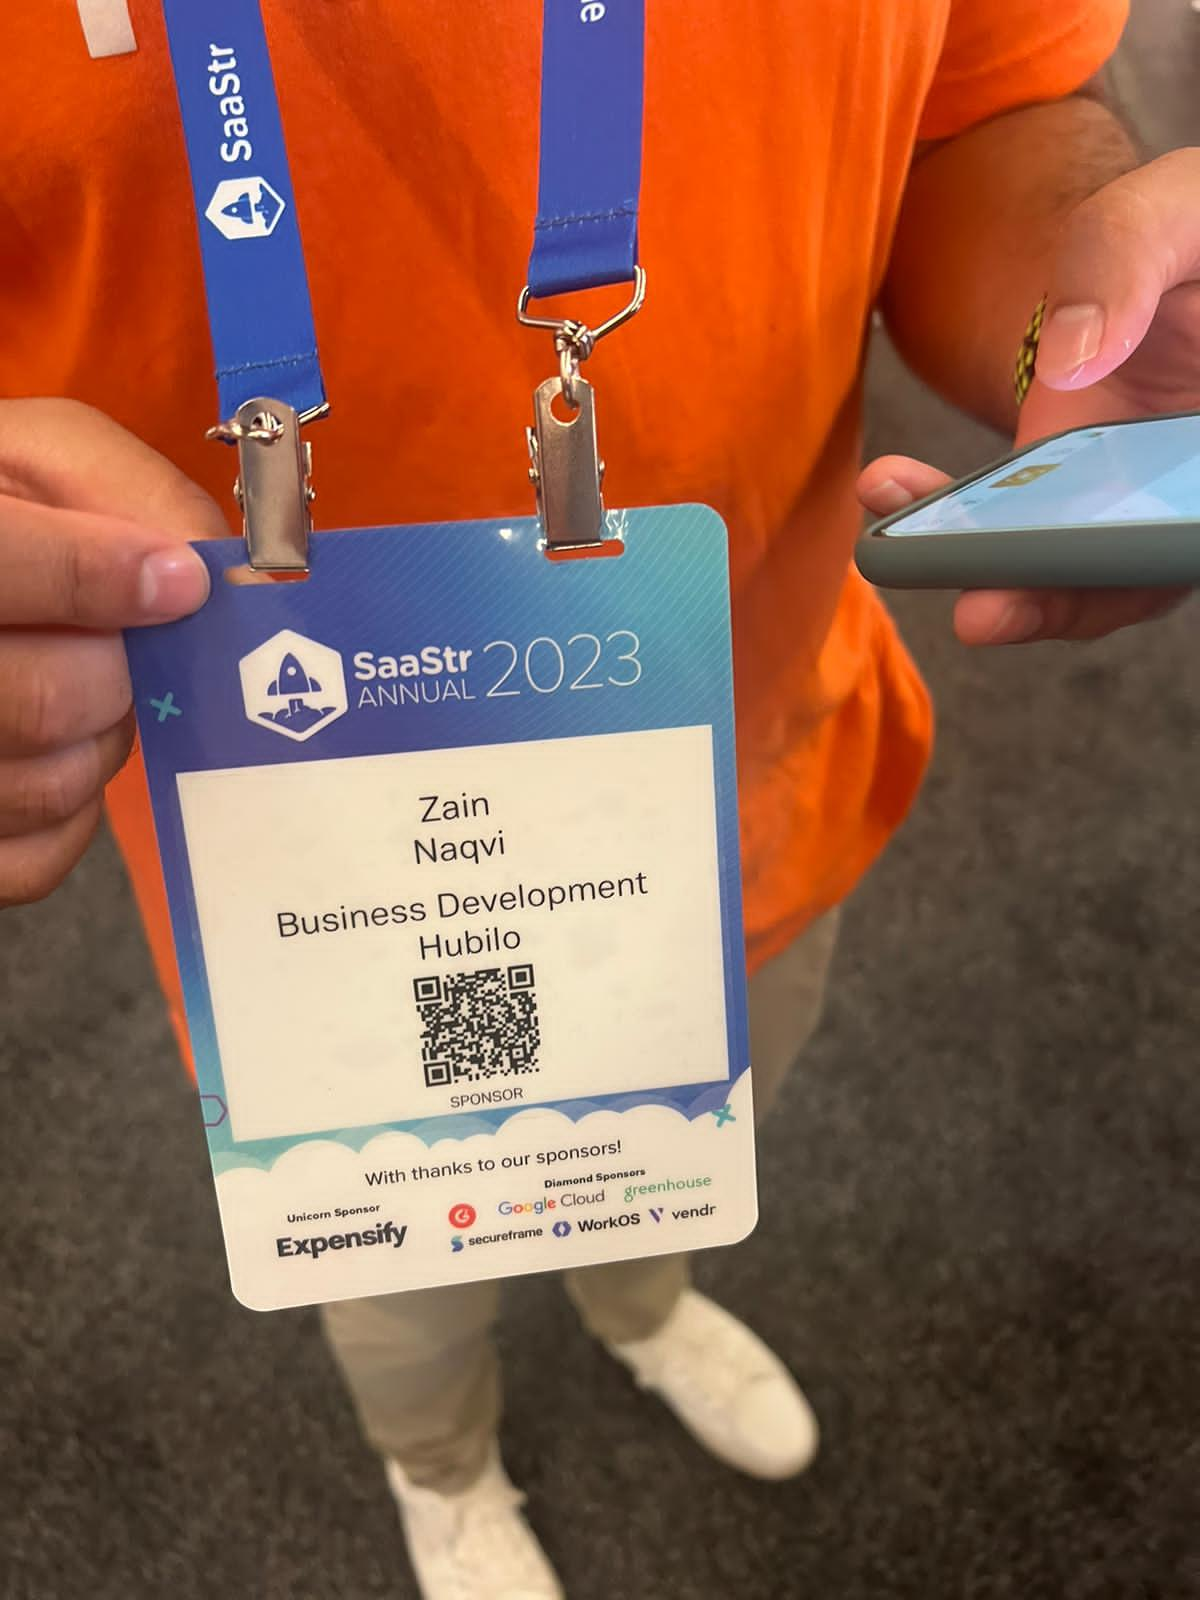 SaaStr
e
SaaStr
ANNUAL 2023
Zain
Naqvi
Business Development
Hubilo
SPONSOR
With thanks to our sponsors!
Unicorn Sponsor
Expensify
Diamond Sponsors
G Google Cloud greenhouse
secureframe WorkOS vendr